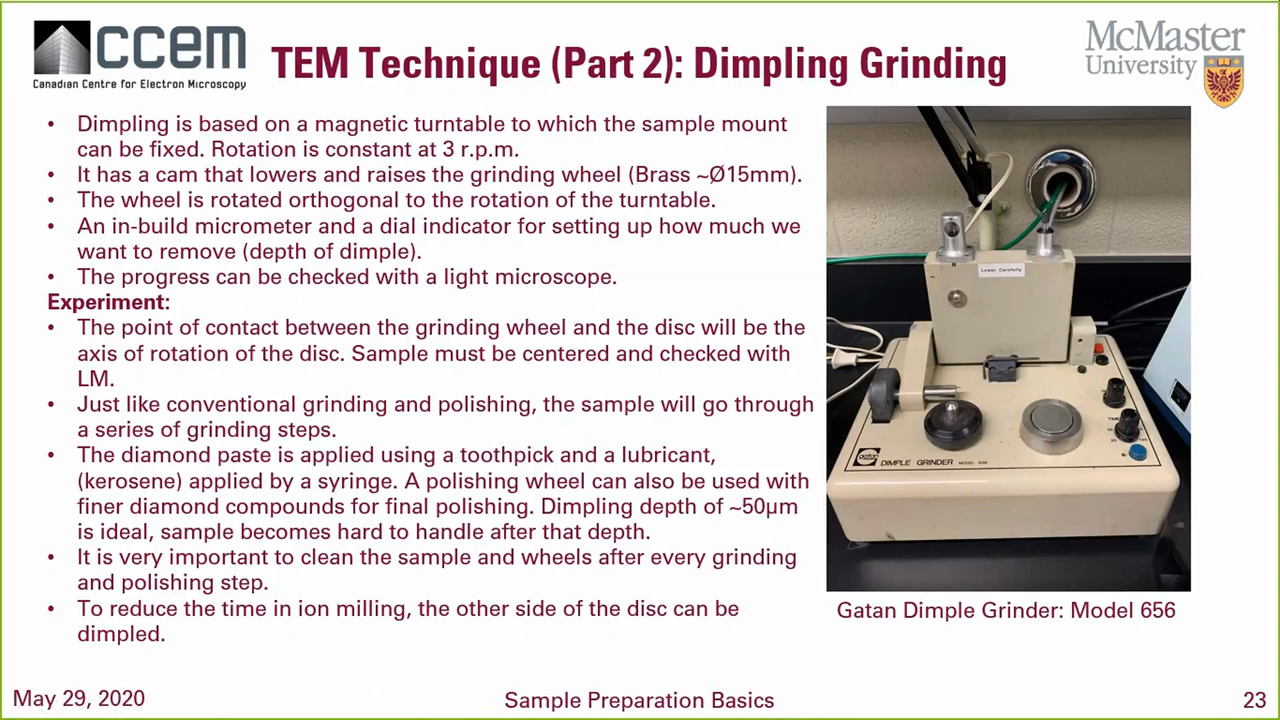 ccem
Canadian Centre for Electron Microscopy
TEM Technique (Part 2): Dimpling Grinding
McMaster
University
• Dimpling is based on a magnetic turntable to which the sample mount
can be fixed. Rotation is constant at 3 r.p.m.
• It has a cam that lowers and raises the grinding wheel (Brass ~Ø15mm).
• The wheel is rotated orthogonal to the rotation of the turntable.
• An in-build micrometer and a dial indicator for setting up how much we
want to remove (depth of dimple).
• The progress can be checked with a light microscope.
Experiment:
• The point of contact between the grinding wheel and the disc will be the
axis of rotation of the disc. Sample must be centered and checked with
LM.
• Just like conventional grinding and polishing, the sample will go through
a series of grinding steps.
• The diamond paste is applied using a toothpick and a lubricant,
(kerosene) applied by a syringe. A polishing wheel can also be used with
finer diamond compounds for final polishing. Dimpling depth of ~50µm
is ideal, sample becomes hard to handle after that depth.
• It is very important to clean the sample and wheels after every grinding
and polishing step.
• To reduce the time in ion milling, the other side of the disc can be
dimpled.
Lower Carefully
gatan
DIMPLE GRINDER MODEL 656
Gatan Dimple Grinder: Model 656
May 29, 2020
Sample Preparation Basics
23